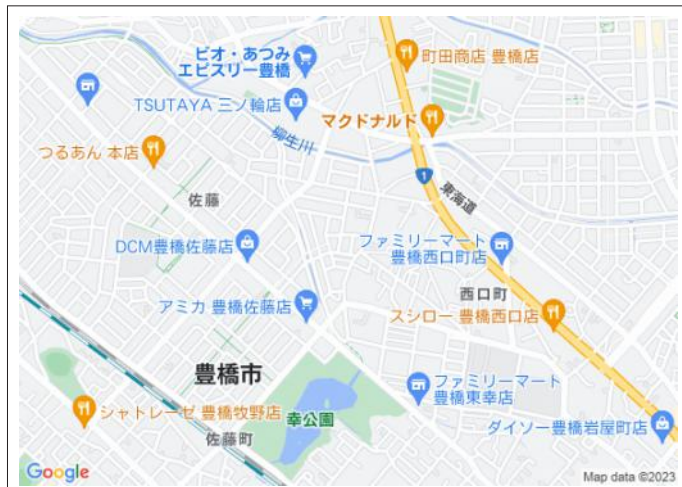 町田商店 豊橋店
ビオ・あつみ
エピスリー豊橋
TSUTAYA 三ノ輪店
マクドナルド
柳生川
つるあん 本店
1
東海道
佐藤
DCM豊橋佐藤店
ファミリーマート
豊橋西口町店
西口町
アミカ 豊橋佐藤店
スシロー 豊橋西口店
豊橋市
ファミリーマート
豊橋東幸店
シャトレーゼ 豊橋牧野店
幸公園
佐藤町
ダイソー豊橋岩屋町店
Google
Map data ©2023